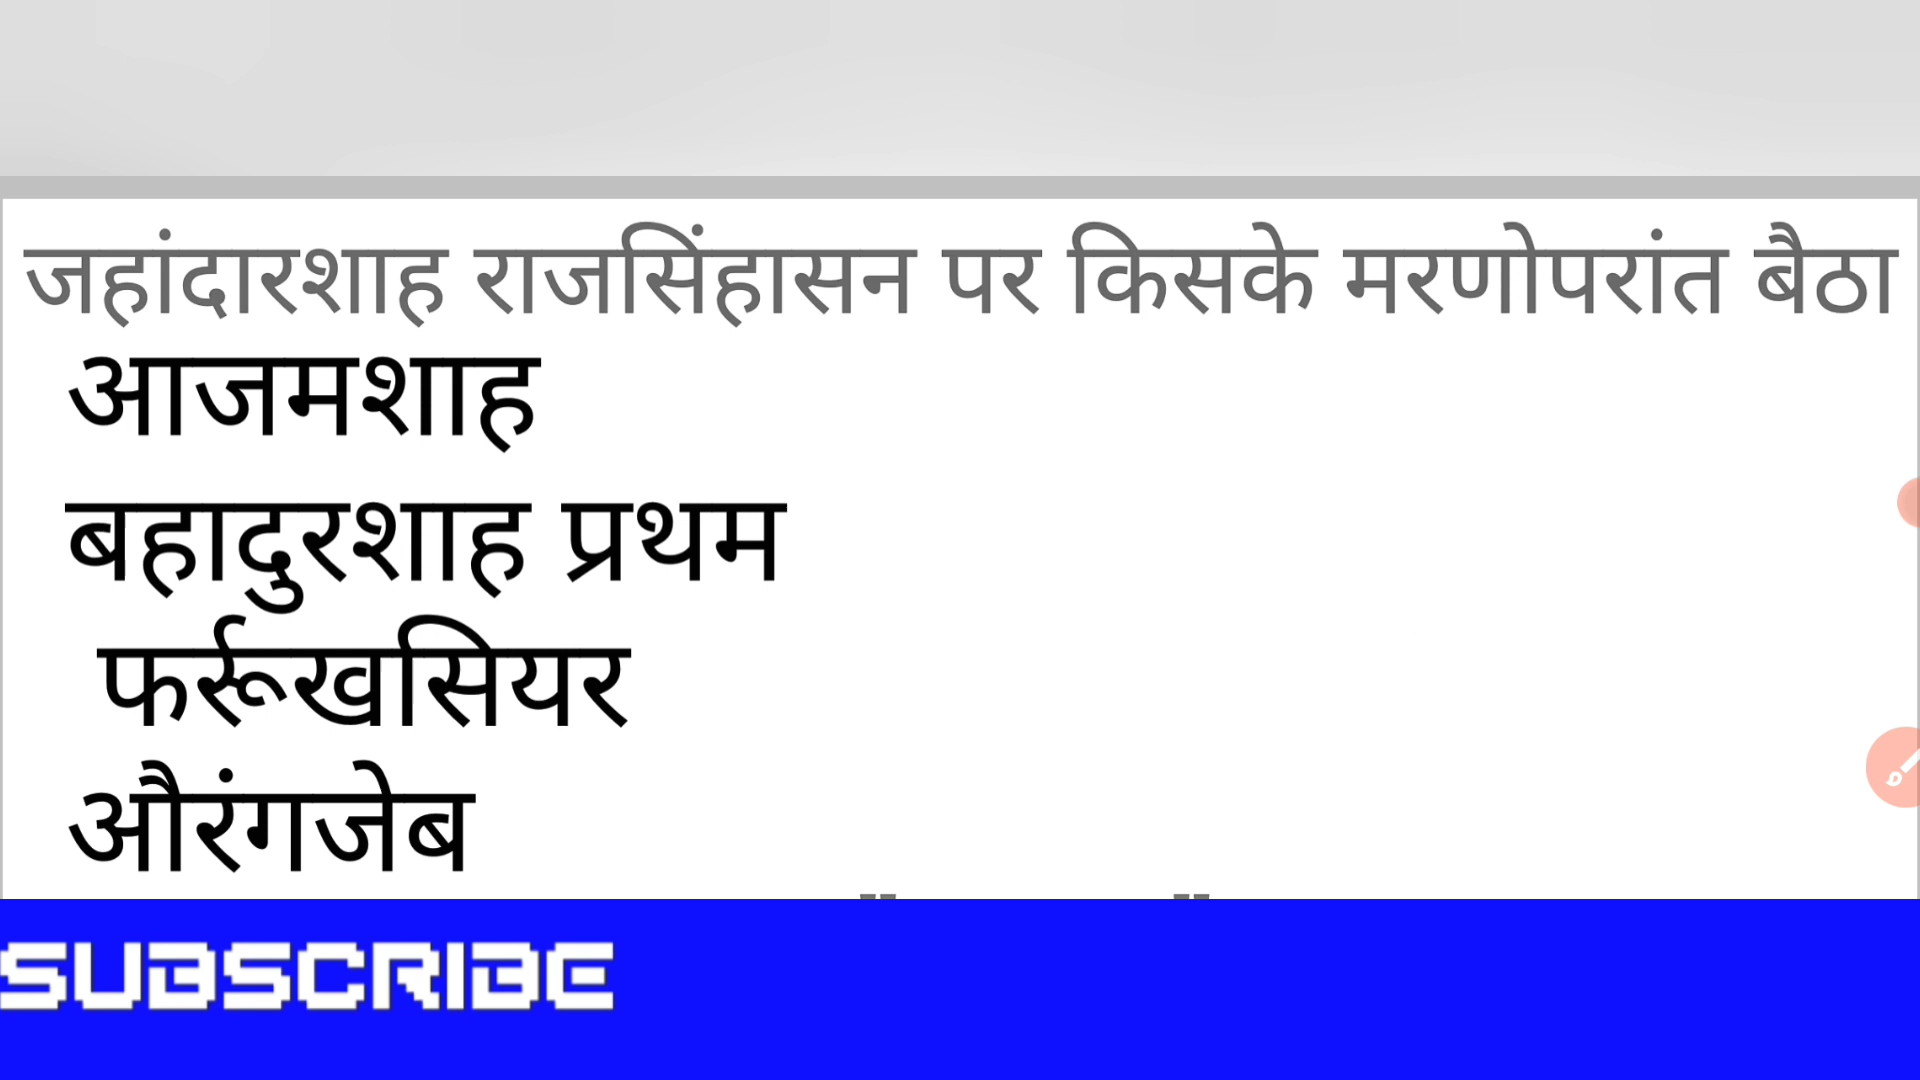 जहांदारशाह राजसिंहासन पर किसके मरणोपरांत बैठा
आजमशाह
बहादुरशाह प्रथम
फर्रूखसियर
औरंगजेब
SUBSCRIBE